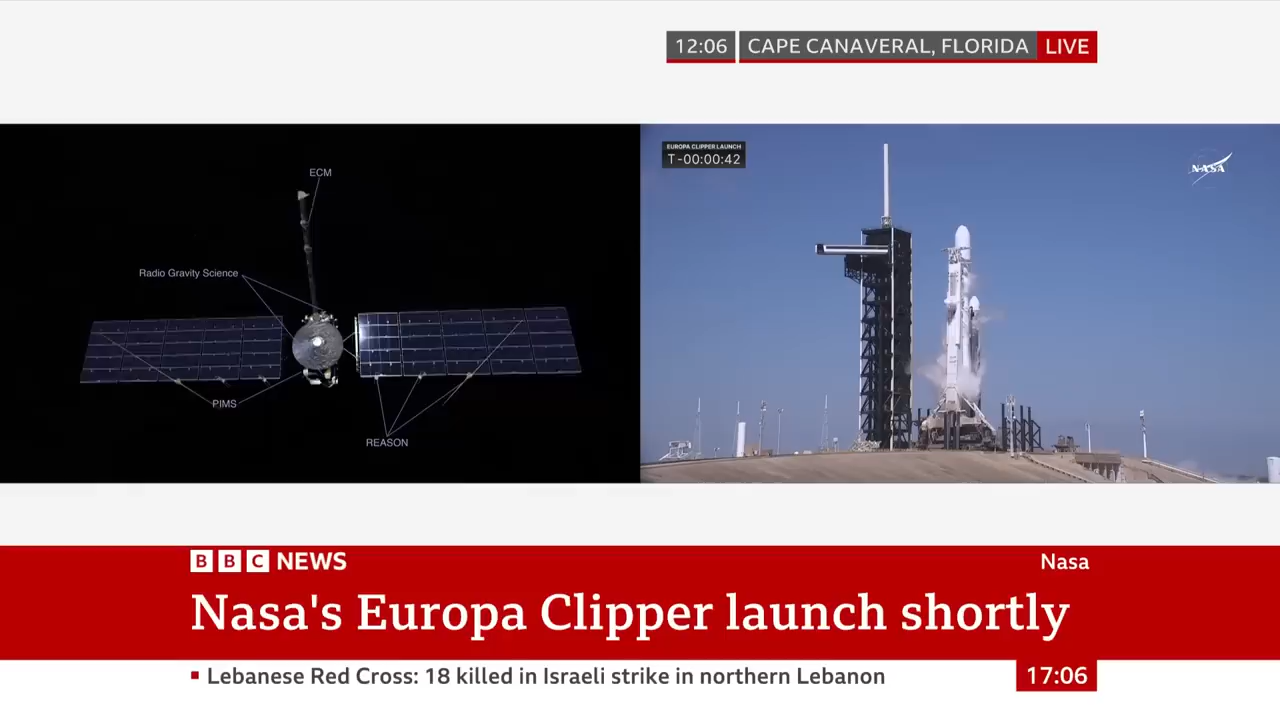 12:06 CAPE CANAVERAL, FLORIDA LIVE
EUROPA CLIPPER LAUNCH
T-00:00:42
NASA
ECM
Radio Gravity Science
PIMS
REASON
BBC NEWS
Nasa
Nasa's Europa Clipper launch shortly
Lebanese Red Cross: 18 killed in Israeli strike in northern Lebanon
17:06